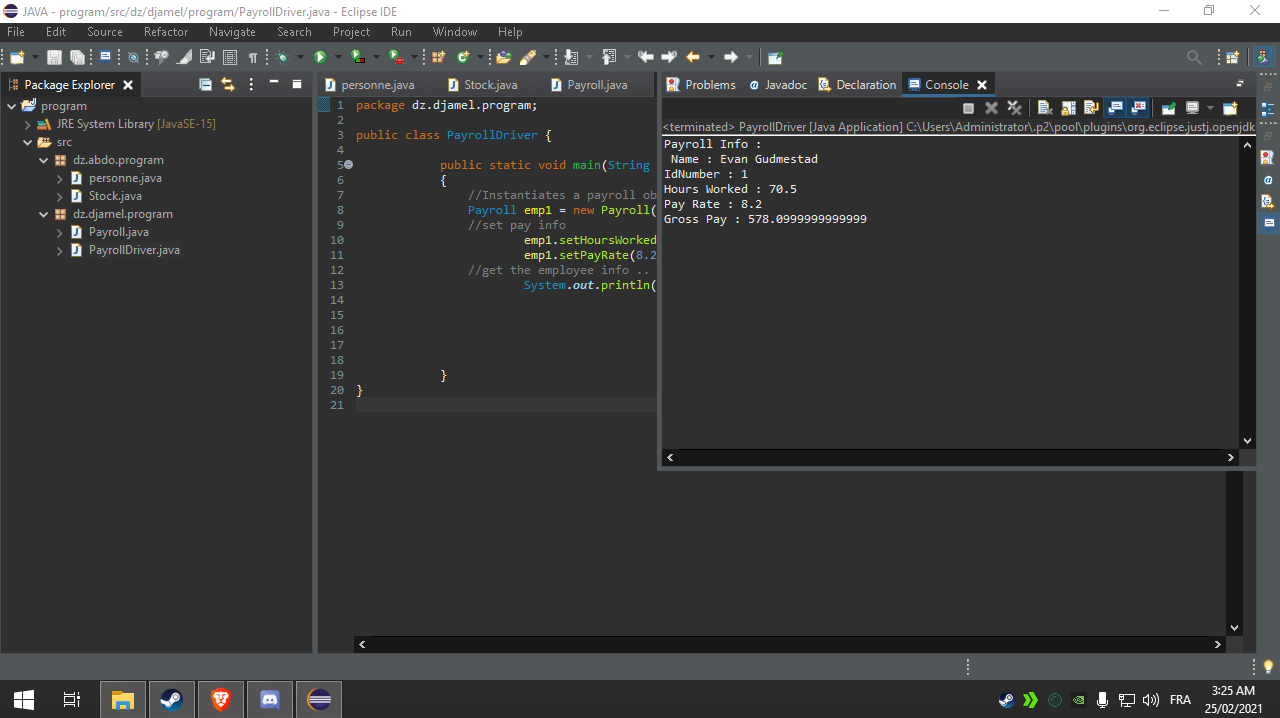 JAVA - program/src/dz/djamel/program/PayrollDriver.java - Eclipse IDE
File Edit Source Refactor Navigate Search Project Run Window Help
Package Explorer
program
JRE System Library [JavaSE-15]
src
dz.abdo.program
personne.java
Stock.java
dz.djamel.program
Payroll.java
PayrollDriver.java
personne.java Stock.java Payroll.java
1 package dz.djamel.program;
2
3 public class PayrollDriver {
4
5 public static void main(String
6 {
7 //Instantiates a payroll ob
8 Payroll emp1 = new Payroll(
9 //set pay info
10 emp1.setHoursWorked
11 emp1.setPayRate(8.2
12 //get the employee info ..
13 System.out.println(
14
15
16
17
18
19 }
20 }
21
Problems Javadoc Declaration Console
<terminated> PayrollDriver [Java Application] C:\Users\Administrator\.p2\pool\plugins\org.eclipse.justj.openjdk
Payroll Info :
Name : Evan Gudmestad
IdNumber : 1
Hours Worked : 70.5
Pay Rate : 8.2
Gross Pay : 578.0999999999999
FRA
3:25 AM
25/02/2021